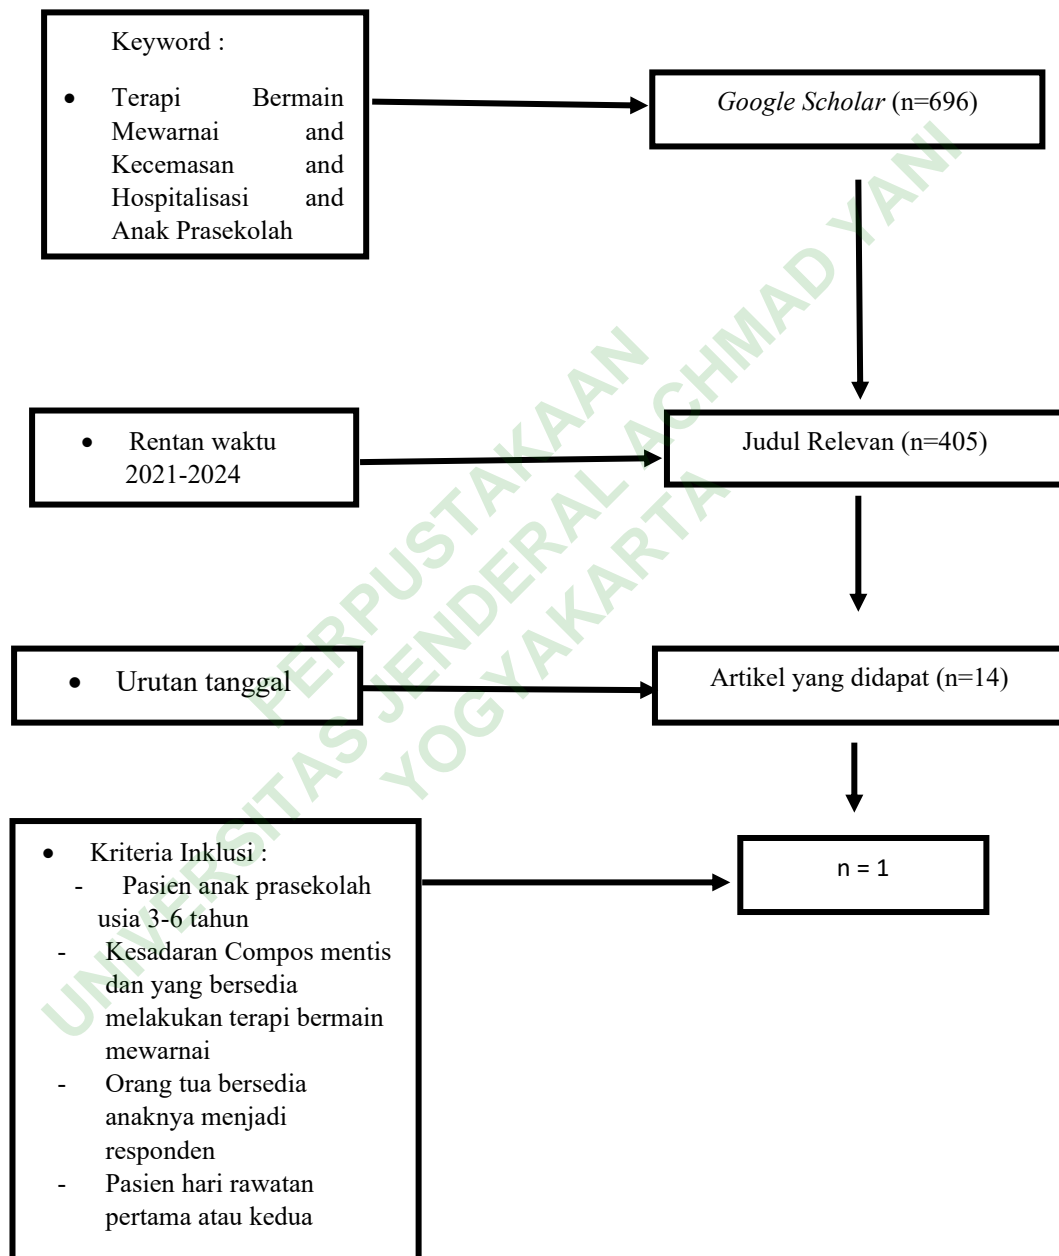 Keyword :
• Terapi Bermain
Mewarnai and
Kecemasan and
Hospitalisasi and
Anak Prasekolah
Google Scholar (n=696)
• Rentan waktu
2021-2024
Judul Relevan (n=405)
• Urutan tanggal
Artikel yang didapat (n=14)
• Kriteria Inklusi :
- Pasien anak prasekolah
usia 3-6 tahun
- Kesadaran Compos mentis
dan yang bersedia
melakukan terapi bermain
mewarnai
- Orang tua bersedia
anaknya menjadi
responden
- Pasien hari rawatan
pertama atau kedua
n = 1
PERPUSTAKAAN
UNIVERSITAS JENDERAL ACHMAD YANI
YOGYAKARTA